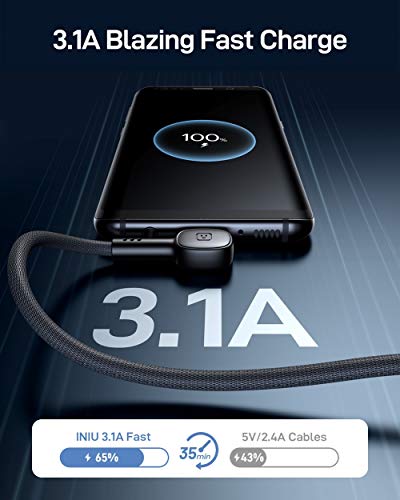 3.1A Blazing Fast Charge
100%
3.1A
INIU 3.1A Fast
65%
35min
5V/2.4A Cables
43%